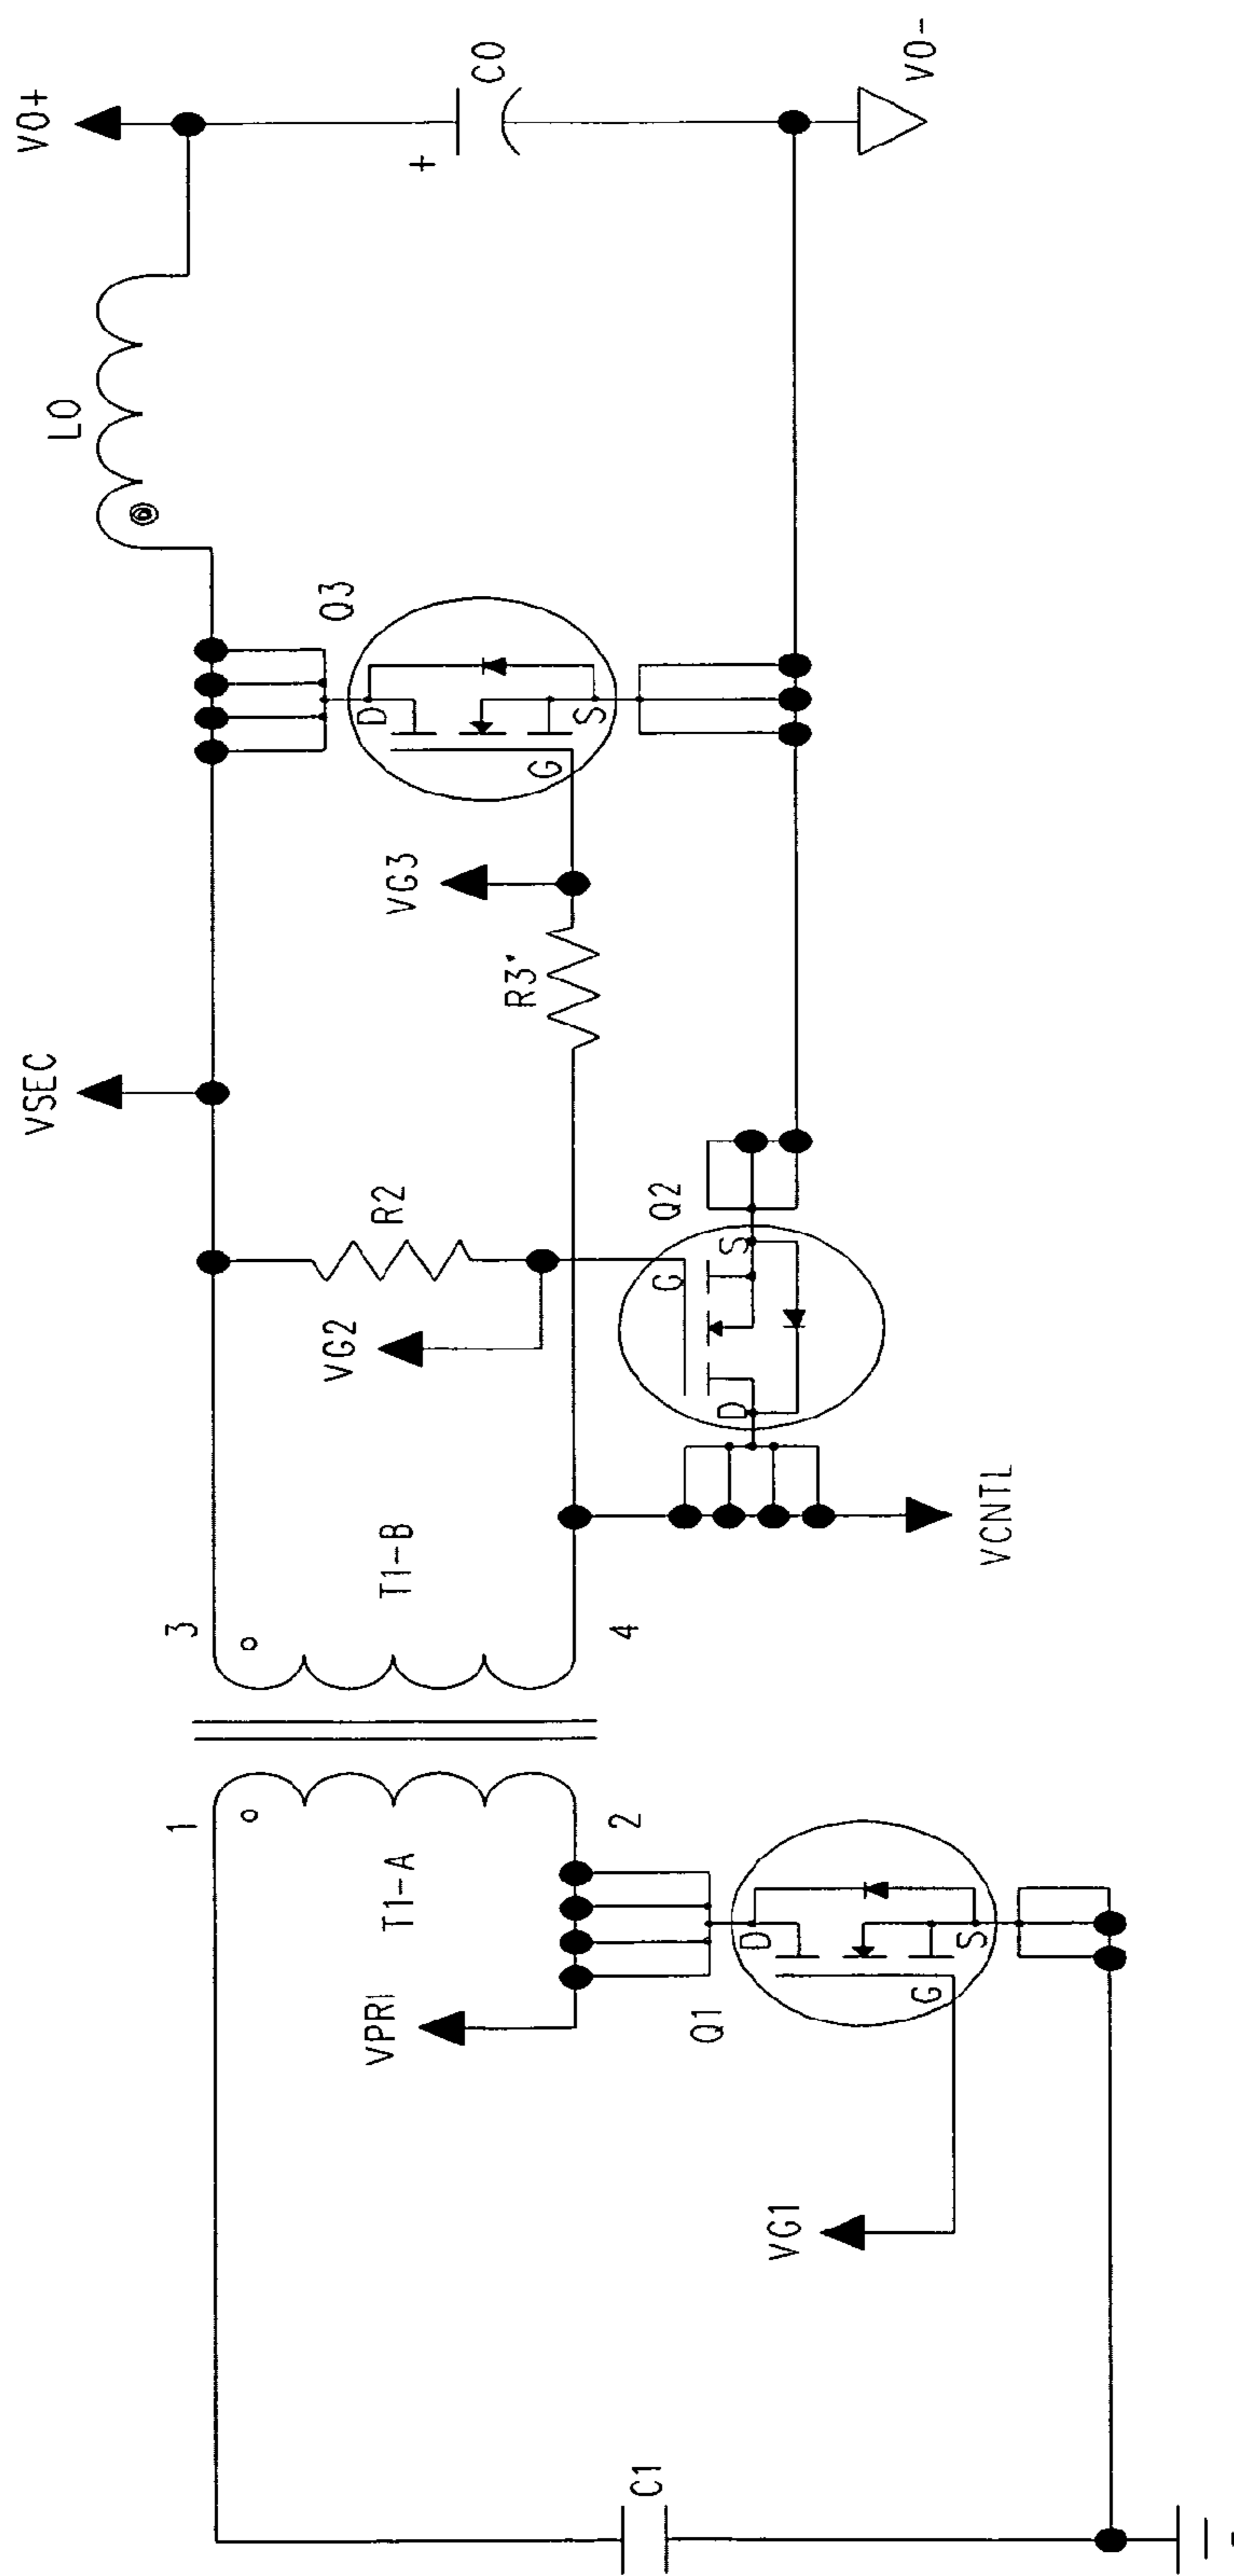 VO+
VO-
CO
+
LO
Q3
D
S
G
VG3
R3'
VSEC
R2
VG2
Q2
G
S
D
VCNTL
T1-B
3
4
1
2
T1-A
VPRI
Q1
D
S
G
VG1
C1